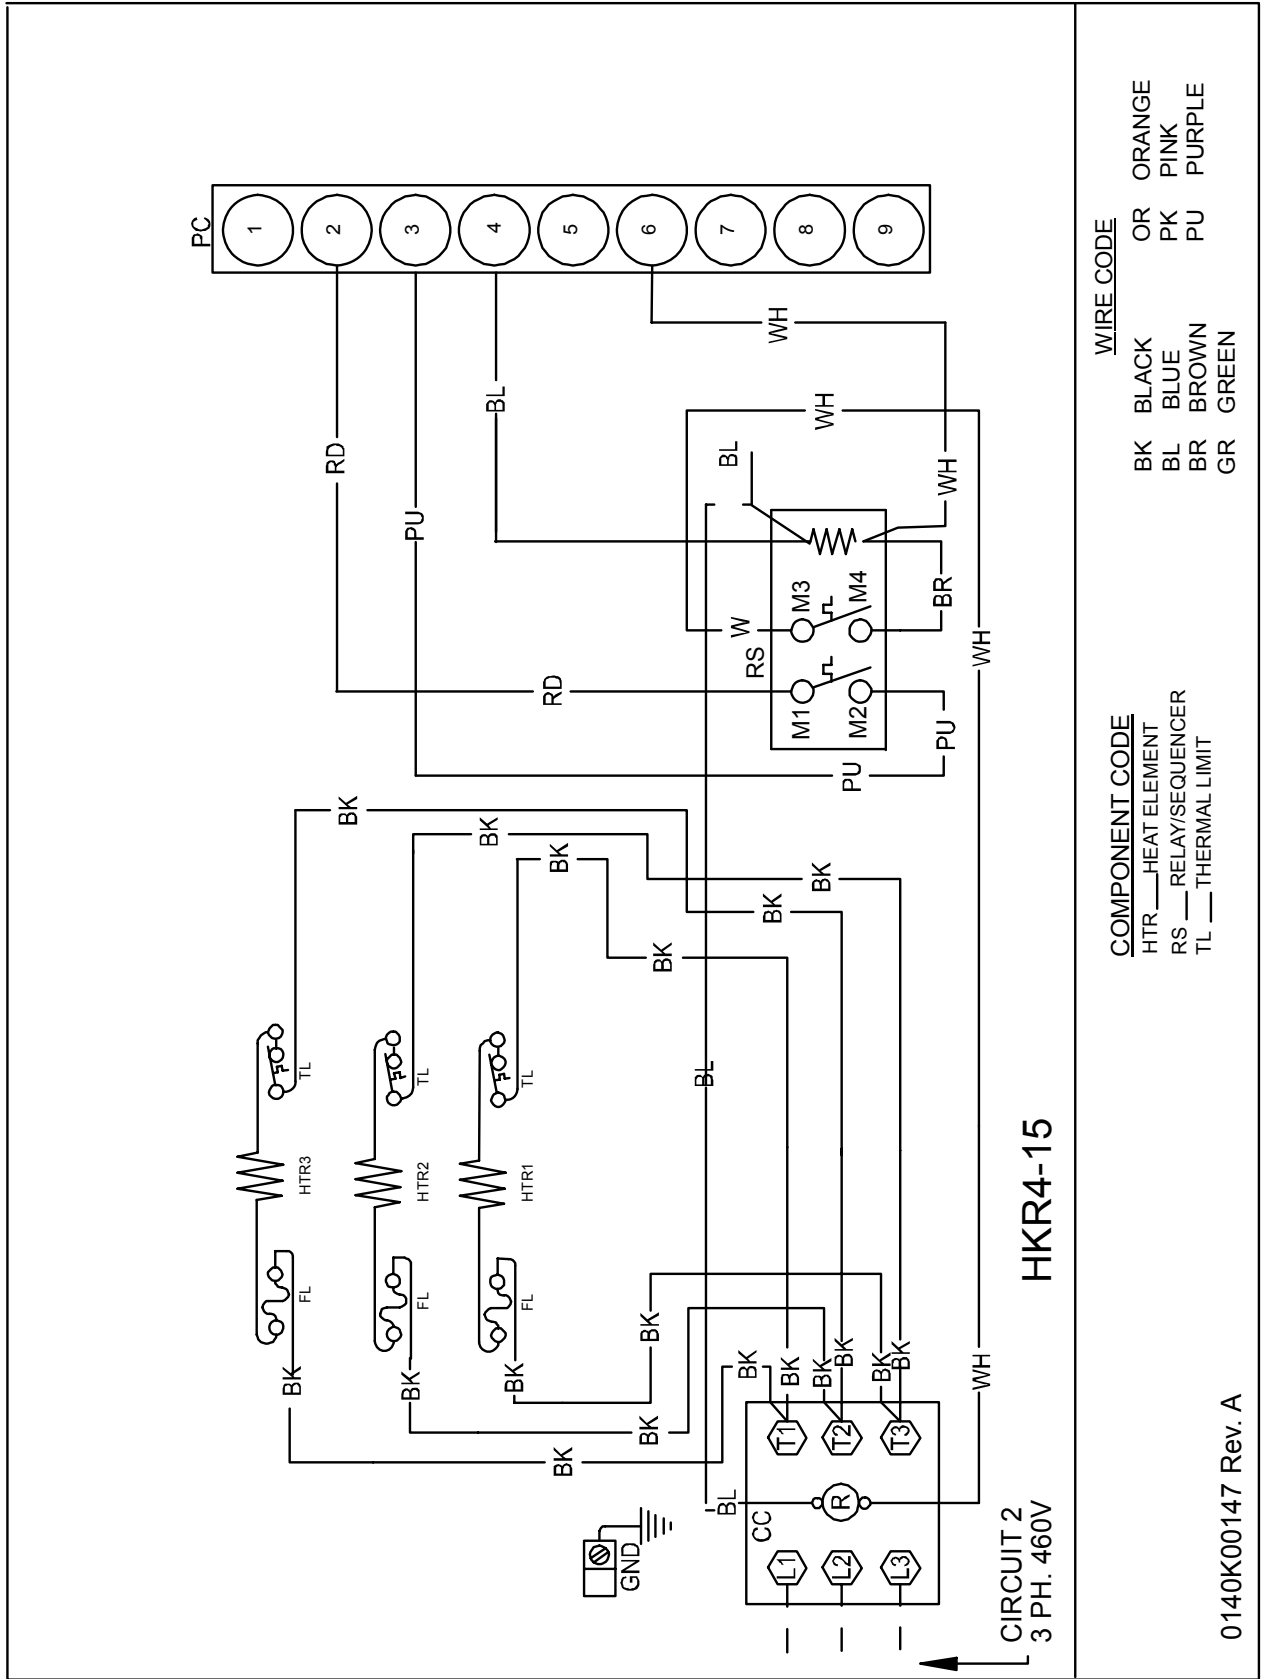 PC
1
2
3
4
5
6
7
8
9
RD
PU
BL
WH
WH
BL
WH
RD
W
RS
M3
M4
M1
M2
BR
PU
PU
WH
BK
BK
BK
BK
BK
BK
BL
TL
TL
TL
HTR3
HTR2
HTR1
FL
FL
FL
BK
BK
BK
BK
BK
BK
BK
BK
BK
BK
BK
BK
WH
T1
T2
T3
BL
CC
R
L1
L2
L3
GND
CIRCUIT 2
3 PH. 460V
HKR4-15
COMPONENT CODE
HTR HEAT ELEMENT
RS RELAY/SEQUENCER
TL THERMAL LIMIT
WIRE CODE
BK BLACK OR ORANGE
BL BLUE PK PINK
BR BROWN PU PURPLE
GR GREEN
0140K00147 Rev. A